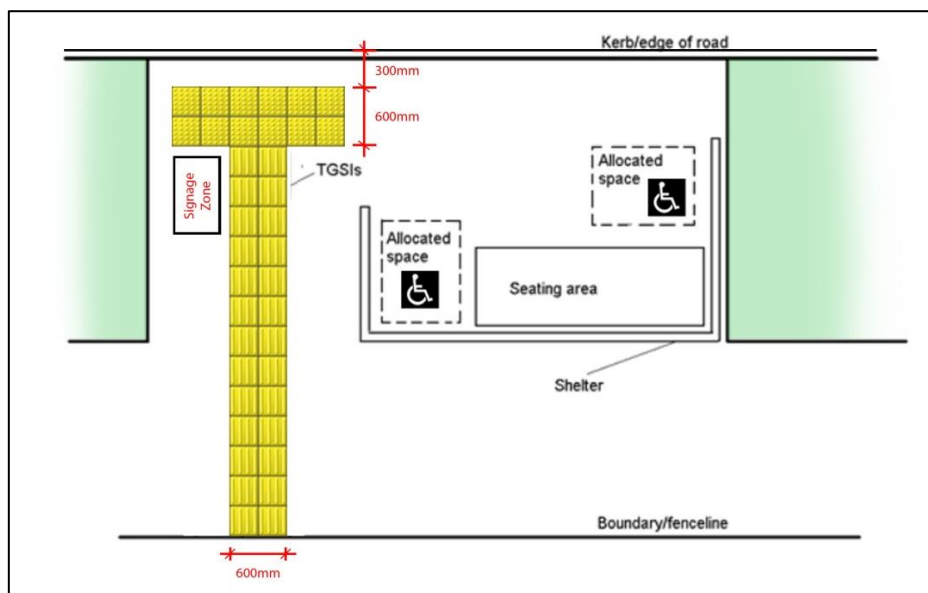 Kerb/edge of road
300mm
600mm
TGSIs
Signage
Zone
Allocated
space
Allocated
space
Seating area
Shelter
Boundary/fenceline
600mm